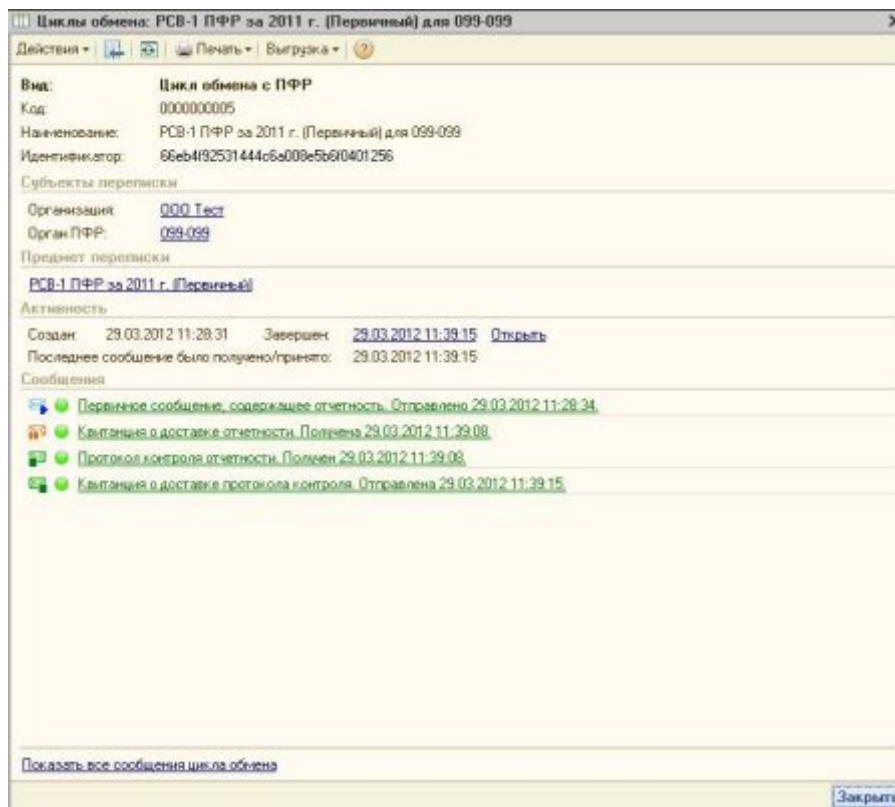 Циклы обмена: РСВ-1 ПФР за 2011 г. (Первичный) для 099-099
Действия Печать Выгрузка
Вид: Цикл обмена с ПФР
Код: 0000000005
Наименование: РСВ-1 ПФР за 2011 г. (Первичный) для 099-099
Идентификатор: 66eb4f92531444c6a008e5b6f0401256
Субъекты переписки
Организация: ООО Тест
Орган ПФР: 099-099
Предмет переписки
РСВ-1 ПФР за 2011 г. (Первичный)
Активность
Создан: 29.03.2012 11:28:31 Завершен: 29.03.2012 11:39:15 Открыть
Последнее сообщение было получено/принято: 29.03.2012 11:39:15
Сообщения
Первичное сообщение, содержащее отчетность. Отправлено 29.03.2012 11:28:34.
Квитанция о доставке отчетности. Получена 29.03.2012 11:39:08.
Протокол контроля отчетности. Получен 29.03.2012 11:39:08.
Квитанция о доставке протокола контроля. Отправлена 29.03.2012 11:39:15.
Показать все сообщения цикла обмена
Закрыть